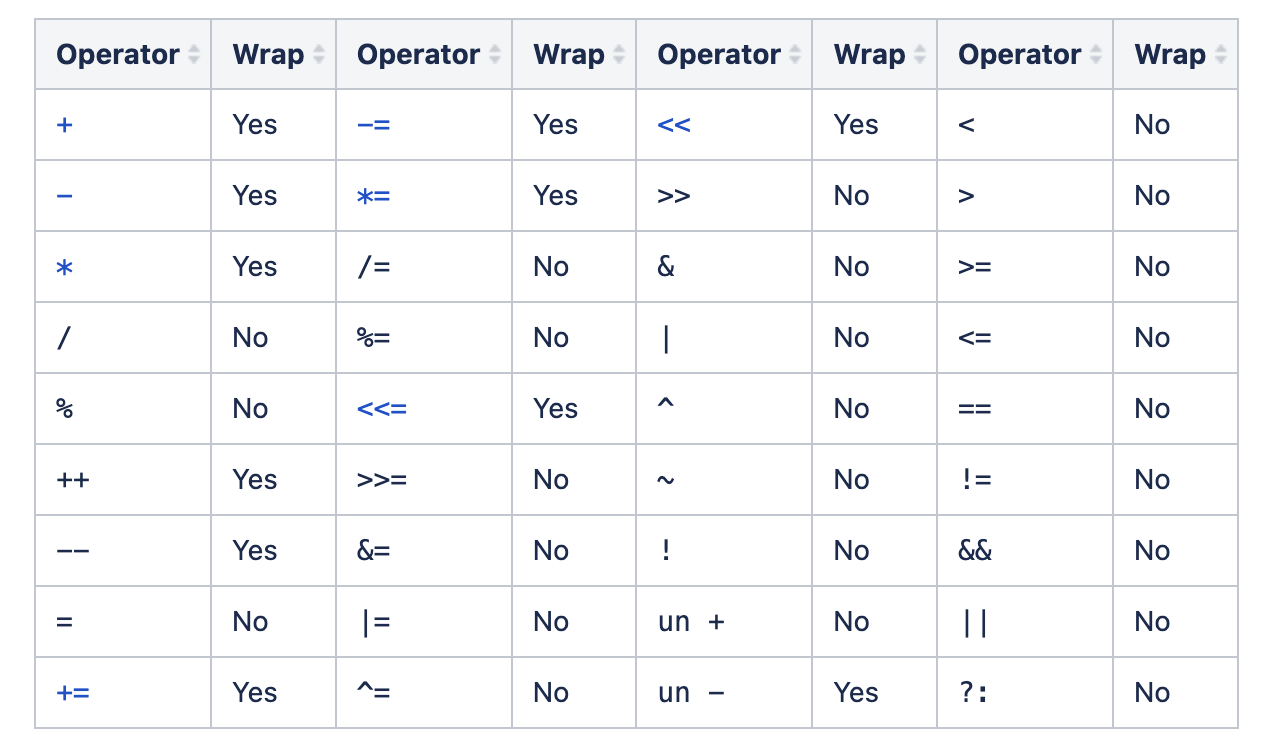 Operator Wrap Operator Wrap Operator Wrap Operator Wrap
+ Yes -= Yes << Yes < No
- Yes *= Yes >> No > No
* Yes /= No & No >= No
/ No %= No | No <= No
% No <<= Yes ^ No == No
++ Yes >>= No ~ No != No
-- Yes &= No ! No && No
= No |= No un + No || No
+= Yes ^= No un - Yes ?: No